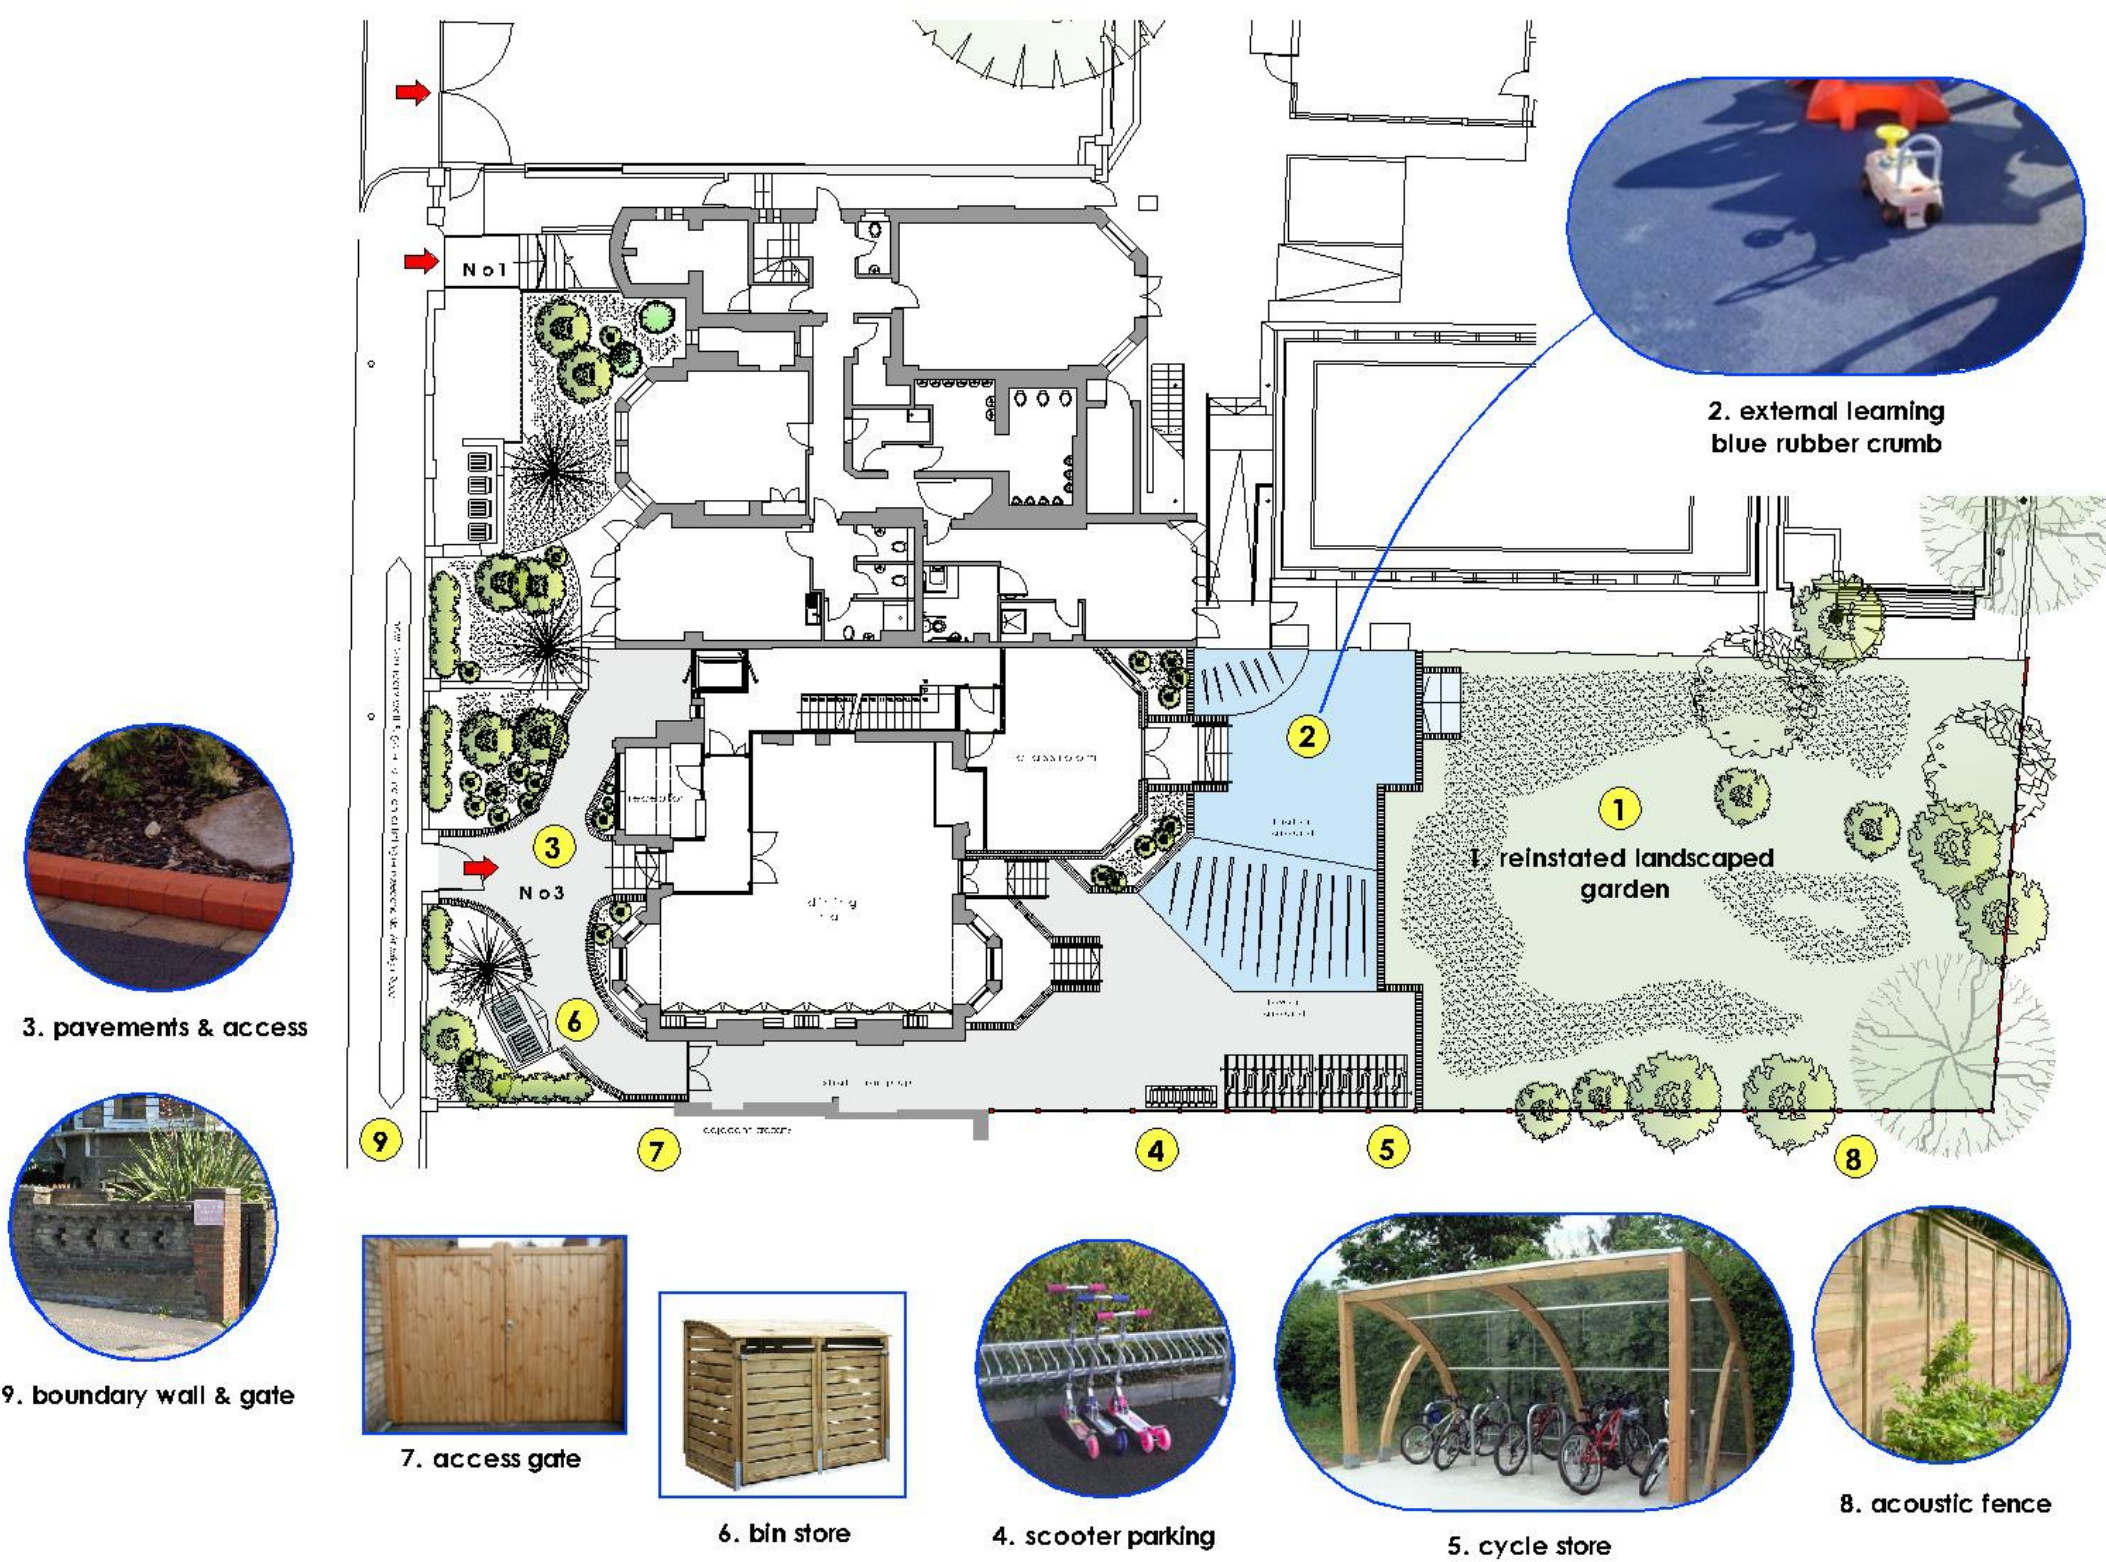 No1
2. external learning
blue rubber crumb
classroom
2
1
1. reinstated landscaped
garden
3
No3
3. pavements & access
6
9
7
4
5
8
9. boundary wall & gate
7. access gate
6. bin store
4. scooter parking
5. cycle store
8. acoustic fence